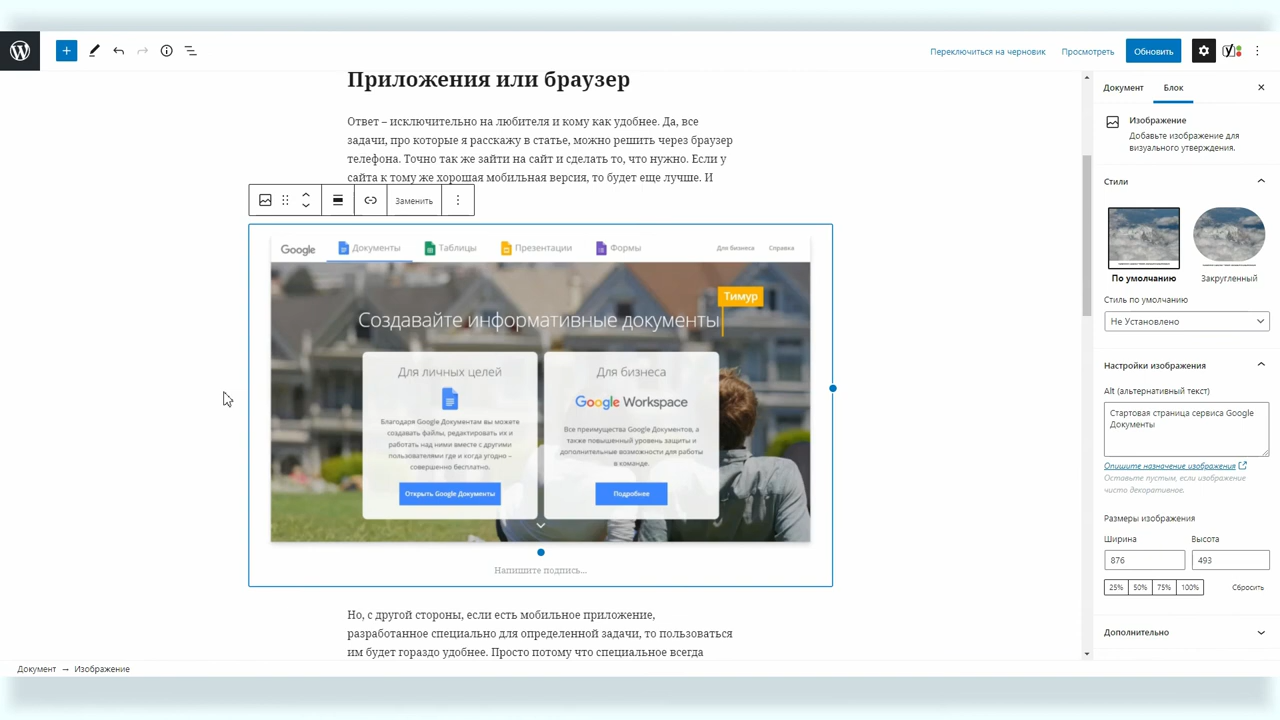 Переключиться на черновик
Просмотреть
Обновить
Приложения или браузер
Ответ – исключительно на любителя и кому как удобнее. Да, все
задачи, про которые я расскажу в статье, можно решить через браузер
телефона. Точно так же зайти на сайт и сделать то, что нужно. Если у
сайта к тому же хорошая мобильная версия, то будет еще лучше. И
Заменить
Google
Документы
Таблицы
Презентации
Формы
Для бизнеса
Справка
Тимур
Создавайте информативные документы
Для личных целей
Благодаря Google Документам вы можете
создавать файлы, редактировать их и
работать над ними вместе с другими
пользователями где и когда угодно –
совершенно бесплатно.
Открыть Google Документы
Для бизнеса
Google Workspace
Все преимущества Google Документов, а
также повышенный уровень защиты и
дополнительные возможности для работы
в команде.
Подробнее
Напишите подпись...
Но, с другой стороны, если есть мобильное приложение,
разработанное специально для определенной задачи, то пользоваться
им будет гораздо удобнее. Просто потому что специальное всегда
Документ
Блок
Изображение
Добавьте изображение для
визуального утверждения.
Стили
По умолчанию
Закругленный
Стиль по умолчанию
Не Установлено
Настройки изображения
Alt (альтернативный текст)
Стартовая страница сервиса Google
Документы
Опишите назначение изображения
Оставьте пустым, если изображение
чисто декоративное.
Размеры изображения
Ширина
Высота
876
493
25%
50%
75%
100%
Сбросить
Дополнительно
Документ → Изображение